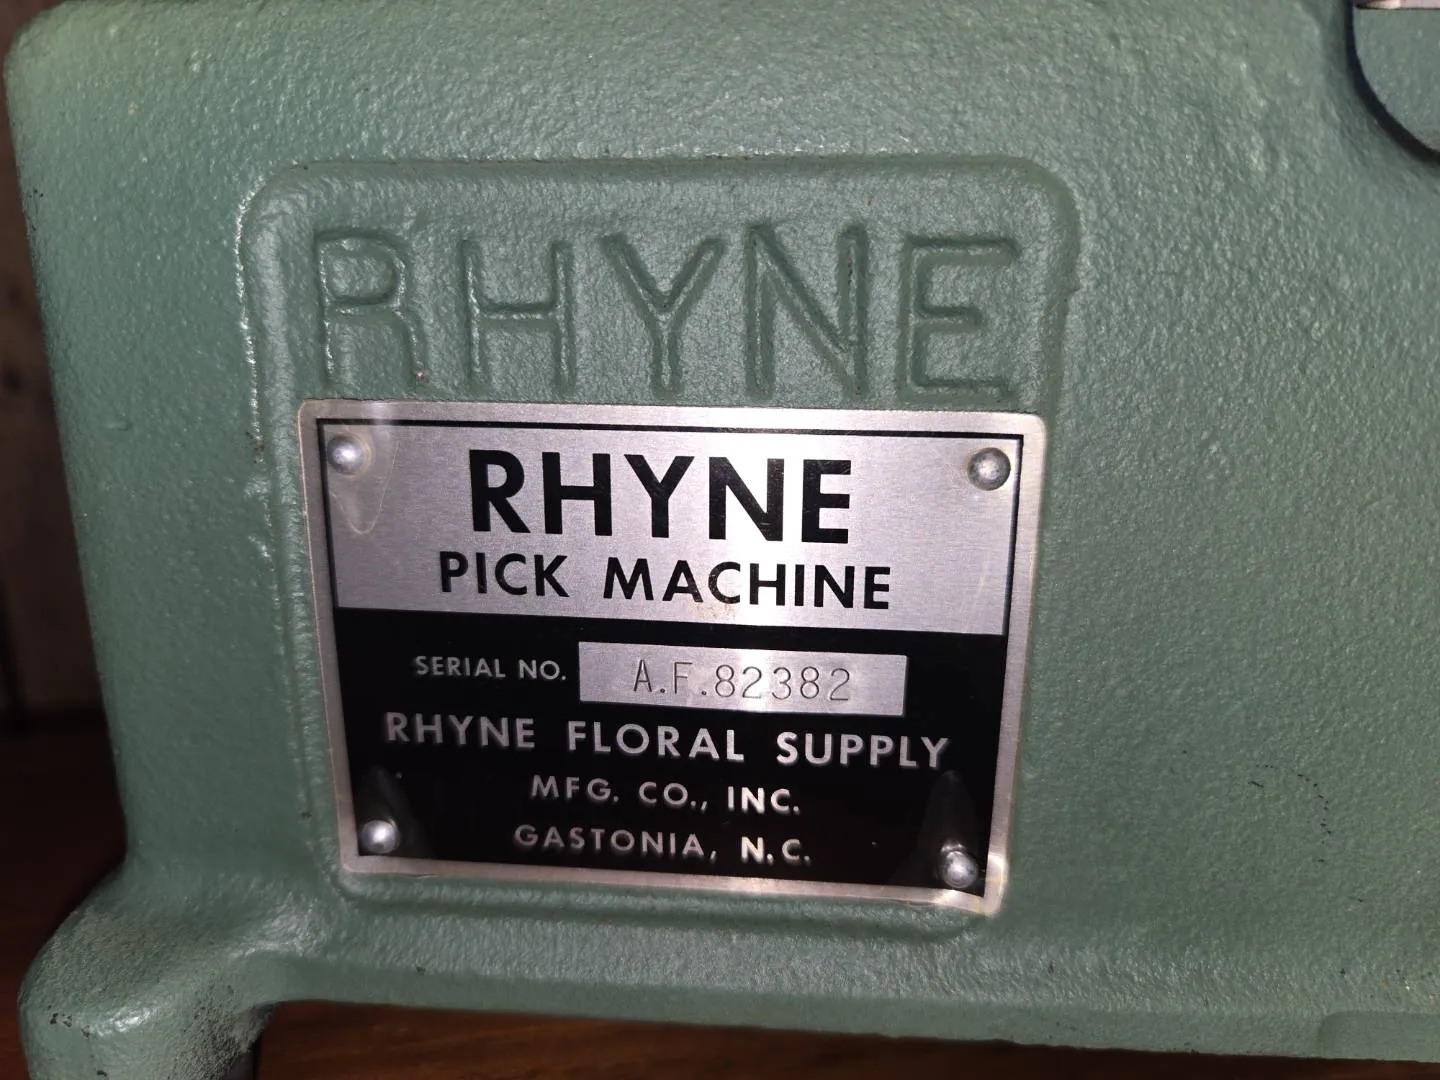 RHYNE
RHYNE
PICK MACHINE
SERIAL NO. A.F.82382
RHYNE FLORAL SUPPLY
MFG. CO., INC.
GASTONIA, N.C.